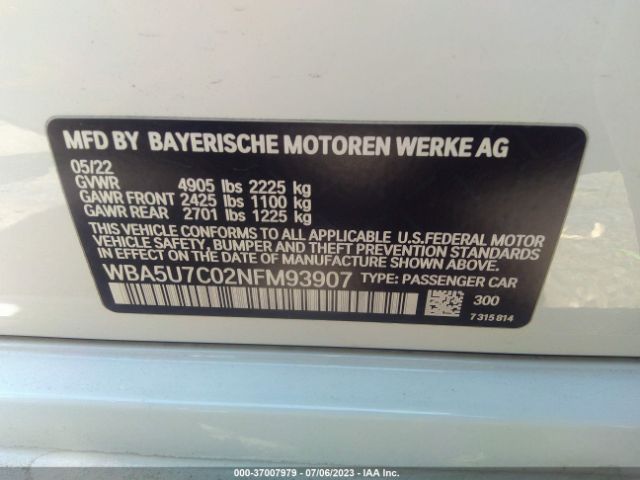 MFD BY BAYERISCHE MOTOREN WERKE AG
05/22
GVWR 4905 lbs 2225 kg
GAWR FRONT 2425 lbs 1100 kg
GAWR REAR 2701 lbs 1225 kg
THIS VEHICLE CONFORMS TO ALL APPLICABLE U.S.FEDERAL MOTOR
VEHICLE SAFETY, BUMPER AND THEFT PREVENTION STANDARDS
IN EFFECT ON THE DATE OF MANUFACTURE SHOWN ABOVE.
WBA5U7C02NFM93907 TYPE: PASSENGER CAR
300
7 315 814
000-37007979 | 07/06/2023 | IAA Inc.